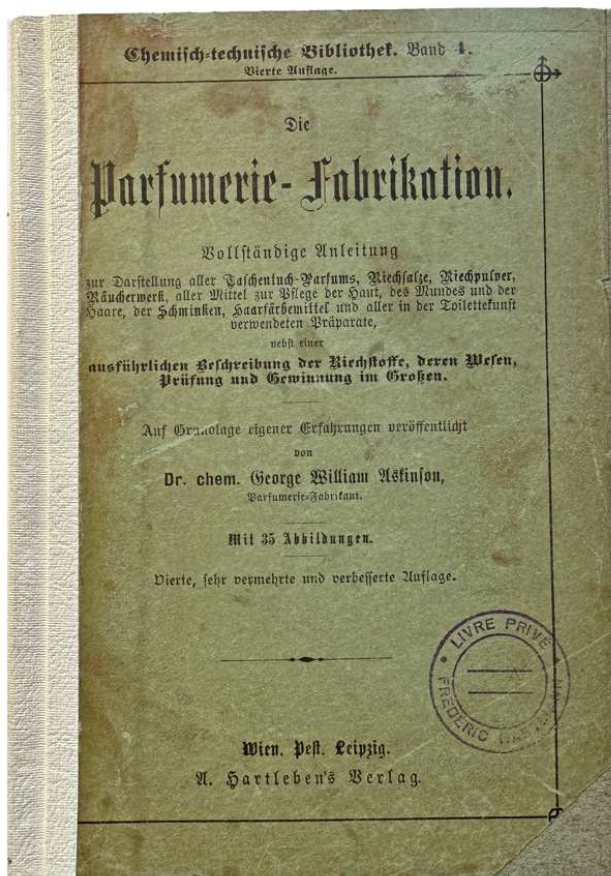 Chemisch-technische Bibliothek. Band 4.
Vierte Auflage.
Die
Parfumerie-Fabrikation.
Vollständige Anleitung
zur Darstellung aller Taschentuch-Parfums, Riechsalze, Riechpulver,
Räucherwerk, aller Mittel zur Pflege der Haut, des Mundes und der
Haare, der Schminken, Haarfärbemittel und aller in der Toilettekunst
verwendeten Präparate,
nebst einer
ausführlichen Beschreibung der Riechstoffe, deren Wesen,
Prüfung und Gewinnung im Großen.
Auf Grundlage eigener Erfahrungen veröffentlicht
von
Dr. chem. George William Askinson,
Parfumerie-Fabrikant.
Mit 35 Abbildungen.
Vierte, sehr vermehrte und verbesserte Auflage.
LIVRE PRIVÉ
FREDERIC
Wien. Pest. Leipzig.
A. Hartleben's Verlag.